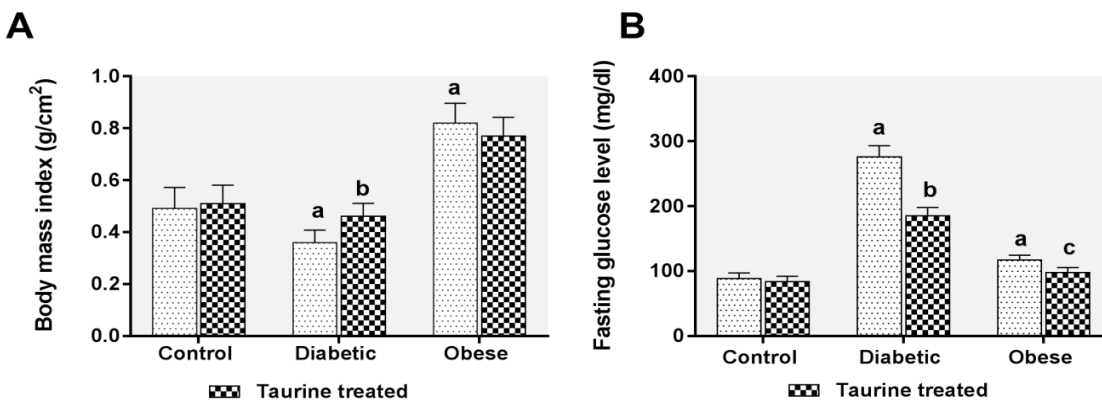 A
Body mass index (g/cm²)
1.0
0.8
0.6
0.4
0.2
0.0
a
b
a
Control Diabetic Obese
Taurine treated
B
Fasting glucose level (mg/dl)
400
300
200
100
0
a
b
a
c
Control Diabetic Obese
Taurine treated